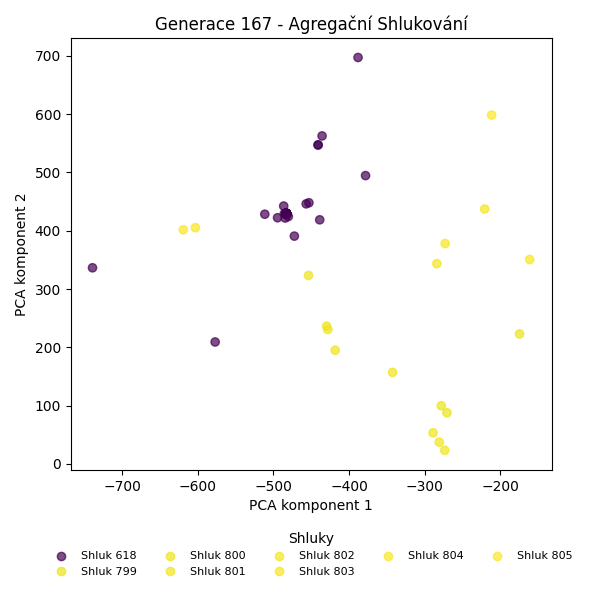 Generace 167 - Agregační Shlukování
PCA komponent 2
700
600
500
400
300
200
100
0
−700 −600 −500 −400 −300 −200
PCA komponent 1
Shluky
Shluk 618 Shluk 800 Shluk 802 Shluk 804 Shluk 805
Shluk 799 Shluk 801 Shluk 803